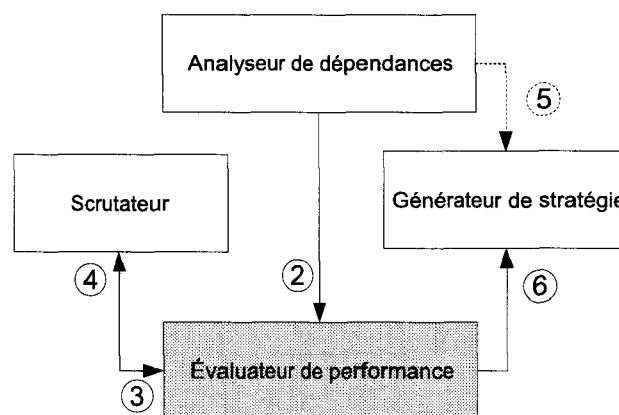 Analyseur de dépendances
5
Scrutateur
Générateur de stratégie
4
2
6
Évaluateur de performance
3